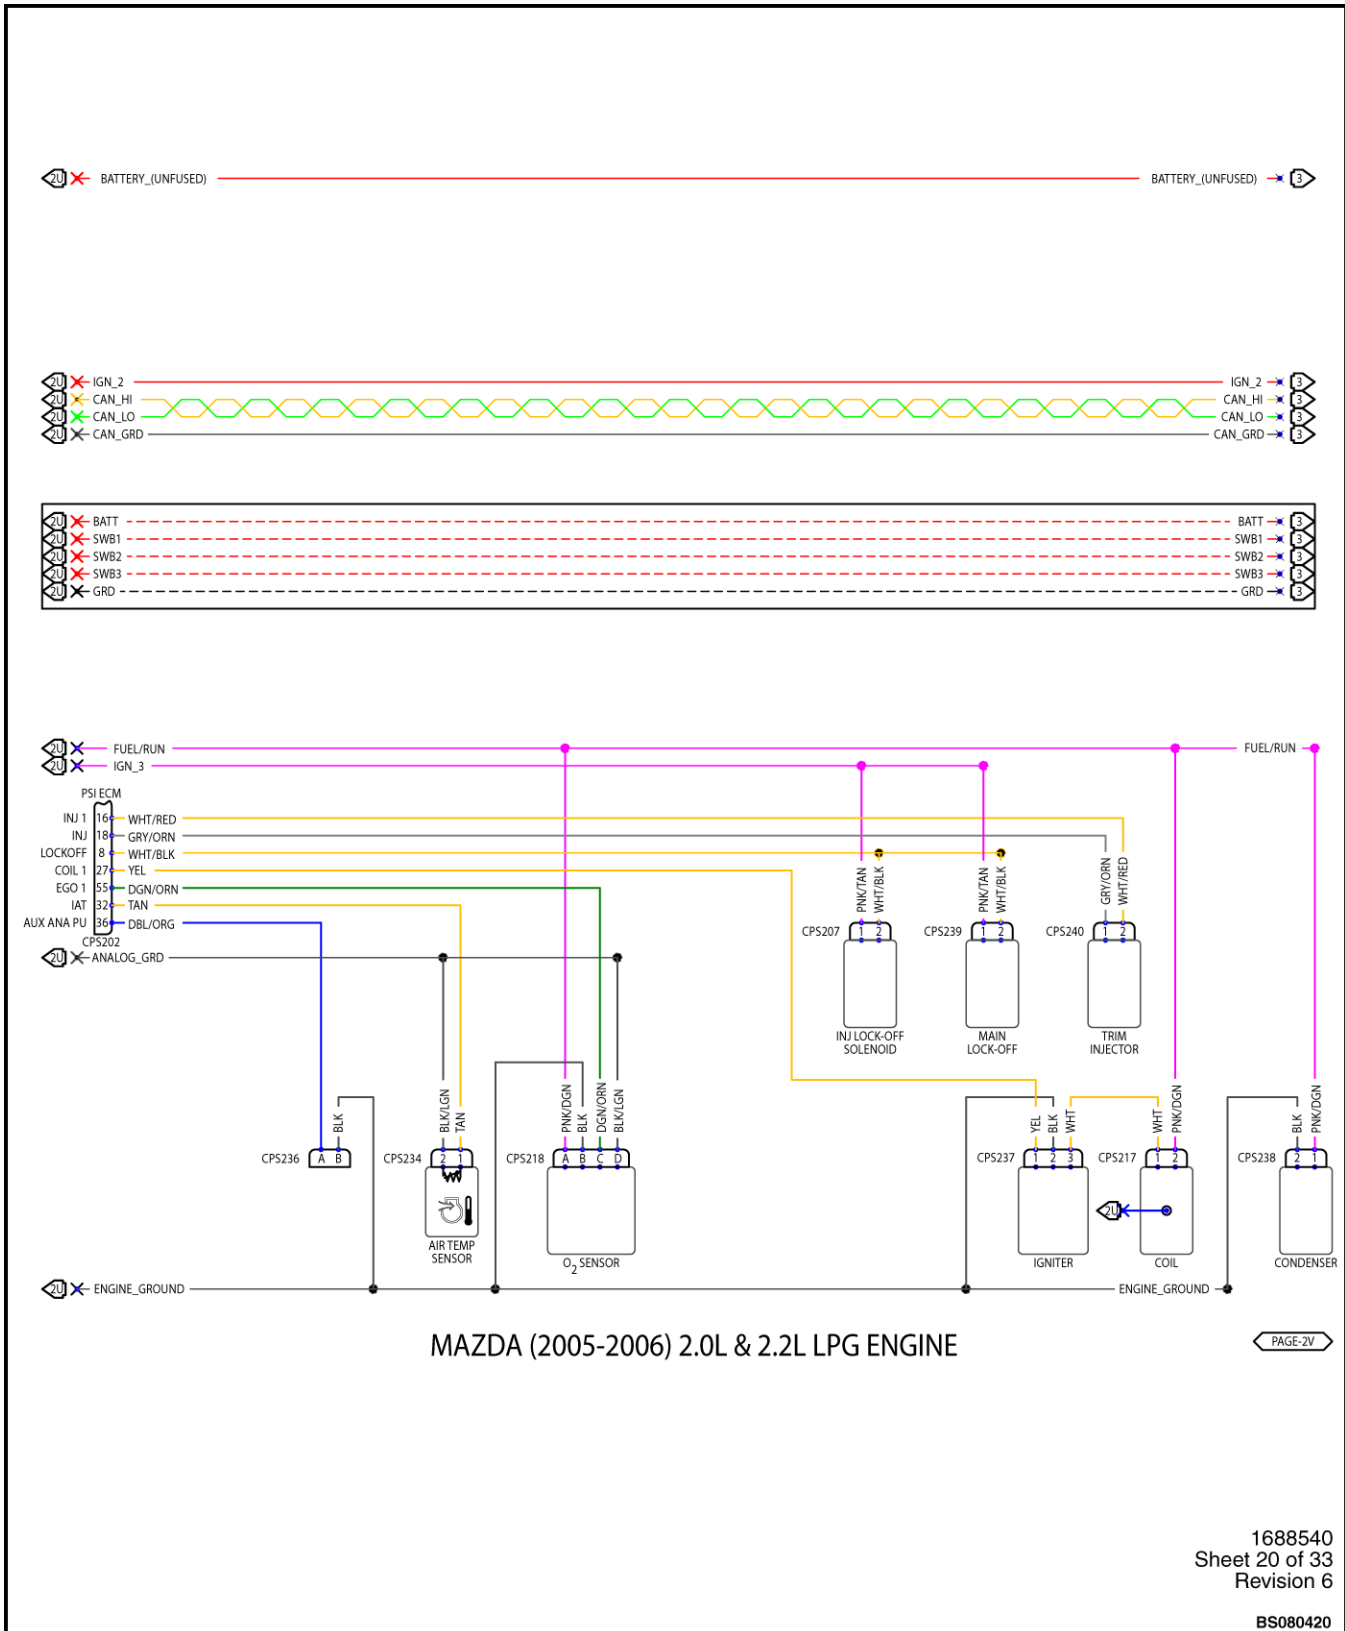 2U BATTERY_(UNFUSED) BATTERY_(UNFUSED) 3
2U IGN_2 IGN_2 3
2U CAN_HI CAN_HI 3
2U CAN_LO CAN_LO 3
2U CAN_GRD CAN_GRD 3
2U BATT BATT 3
2U SWB1 SWB1 3
2U SWB2 SWB2 3
2U SWB3 SWB3 3
2U GRD GRD 3
2U FUEL/RUN FUEL/RUN
2U IGN_3
PSI ECM
INJ 1 16 WHT/RED
INJ 18 GRY/ORN
LOCKOFF 8 WHT/BLK
COIL 1 27 YEL
EGO 1 55 DGN/ORN
IAT 32 TAN
AUX ANA PU 36 DBL/ORG
CPS202
2U ANALOG_GRD
PNK/TAN WHT/BLK PNK/TAN WHT/BLK GRY/ORN WHT/RED
CPS207 1 2 CPS239 1 2 CPS240 1 2
INJ LOCK-OFF SOLENOID
MAIN LOCK-OFF
TRIM INJECTOR
BLK BLK/LGN TAN PNK/DGN BLK DGN/ORN BLK/LGN YEL BLK WHT WHT PNK/DGN BLK PNK/DGN
CPS236 A B CPS234 2 1 CPS218 A B C D CPS237 1 2 3 CPS217 1 2 CPS238 2 1
2U
AIR TEMP SENSOR
O2 SENSOR
IGNITER
COIL
CONDENSER
2U ENGINE_GROUND ENGINE_GROUND
MAZDA (2005-2006) 2.0L & 2.2L LPG ENGINE
PAGE-2V
1688540
Sheet 20 of 33
Revision 6
BS080420